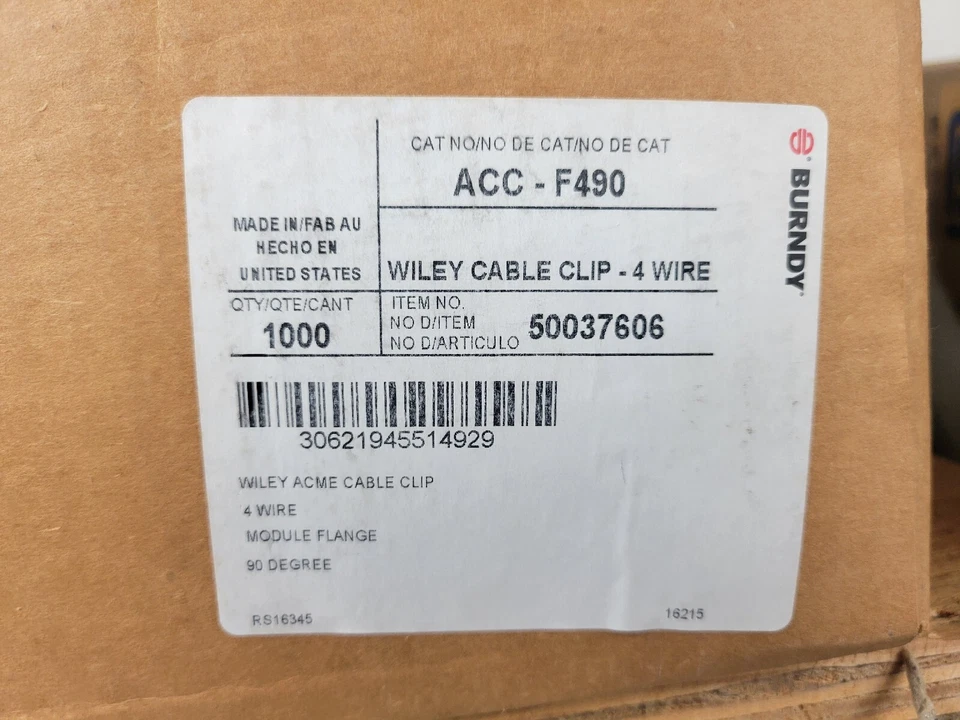 CAT NO/NO DE CAT/NO DE CAT
ACC - F490
MADE IN/FAB AU
HECHO EN
UNITED STATES
WILEY CABLE CLIP - 4 WIRE
QTY/QTE/CANT
1000
ITEM NO.
NO D/ITEM
NO D/ARTICULO
50037606
30621945514929
WILEY ACME CABLE CLIP
4 WIRE
MODULE FLANGE
90 DEGREE
RS16345
16215
BURNDY